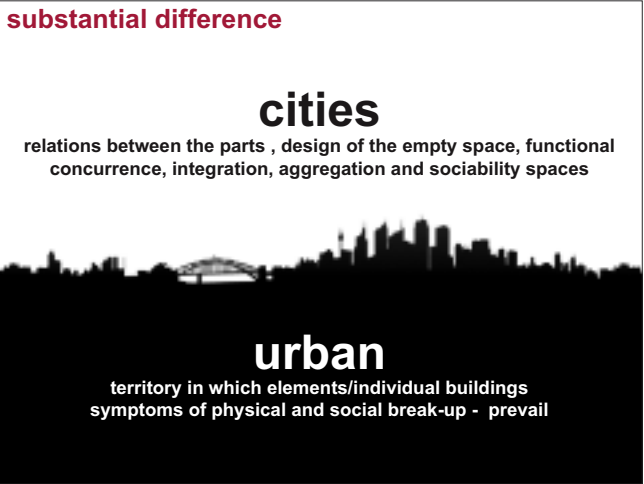 substantial difference
cities
relations between the parts , design of the empty space, functional
concurrence, integration, aggregation and sociability spaces
urban
territory in which elements/individual buildings
symptoms of physical and social break-up -  prevail